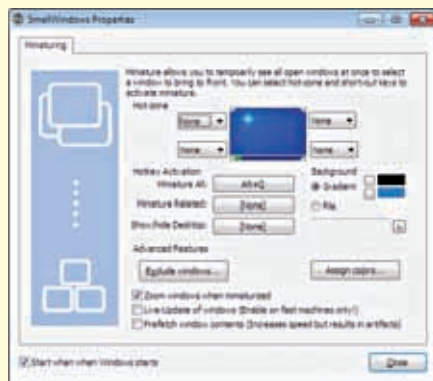 SmallWindows Properties
Miniaturing
Miniature allows you to temporarily see all open windows at once to select
a window to bring to front. You can select hot-zone and short-cut keys to
activate miniature.
Hot-zone
None...
None
None
None
Hotkey Activation
Miniature All:
Alt+Q
Miniature Related:
[None]
Show/hide Desktop:
[None]
Background
Gradient
File
Advanced Features
Exclude windows...
Assign colors...
Zoom windows when miniaturized
Live-Update of windows (Enable on fast machines only!)
Prefetch window contents (Increases speed but results in artifacts)
Start when when Windows starts
Close